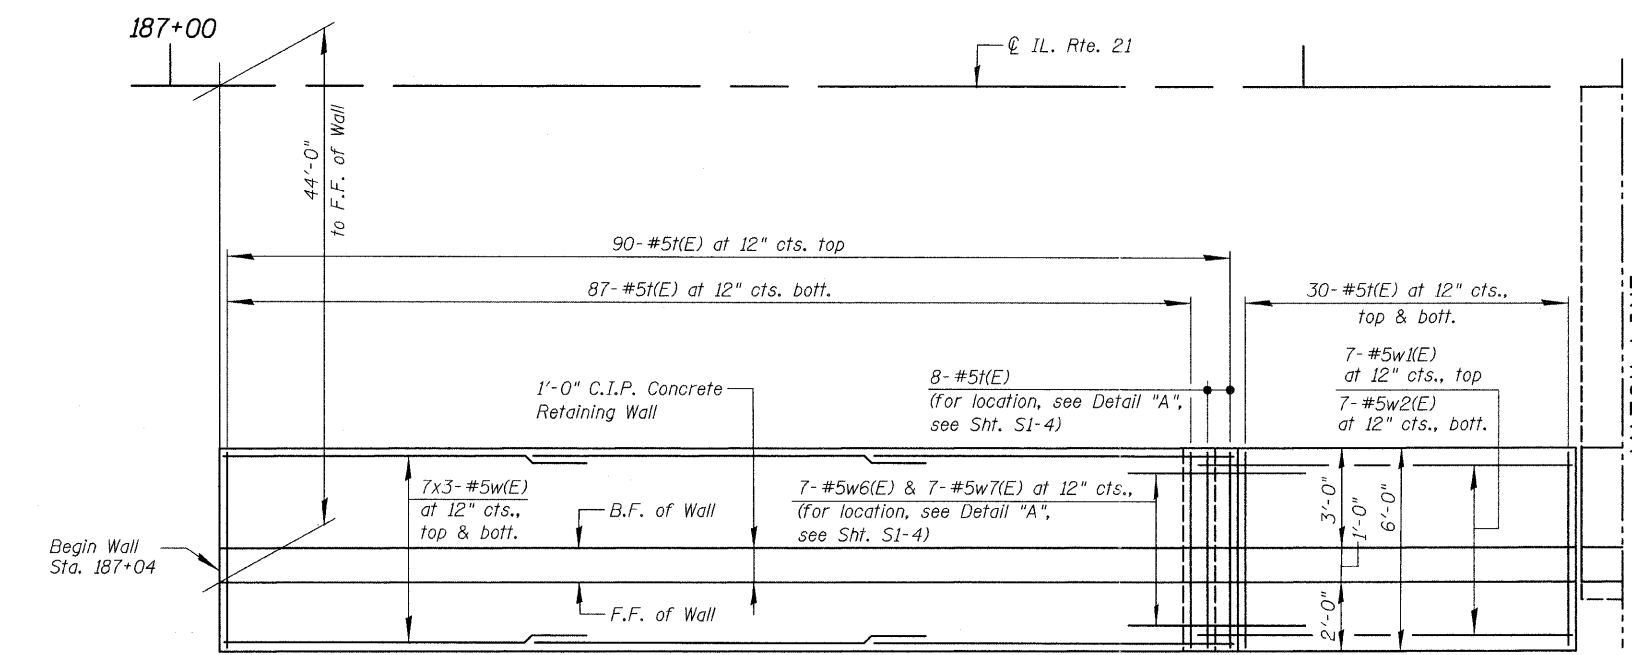 187+00
℄ IL. Rte. 21
44'-0"
to F.F. of Wall
90-#5t(E) at 12" cts. top
87-#5t(E) at 12" cts. bott.
30-#5t(E) at 12" cts.,
top & bott.
7-#5w1(E)
at 12" cts., top
7-#5w2(E)
at 12" cts., bott.
8-#5t(E)
(for location, see Detail "A",
see Sht. S1-4)
1'-0" C.I.P. Concrete
Retaining Wall
7x3-#5w(E)
at 12" cts.,
top & bott.
B.F. of Wall
7-#5w6(E) & 7-#5w7(E) at 12" cts.,
(for location, see Detail "A",
see Sht. S1-4)
3'-0"
1'-0"
6'-0"
2'-0"
Begin Wall
Sta. 187+04
F.F. of Wall